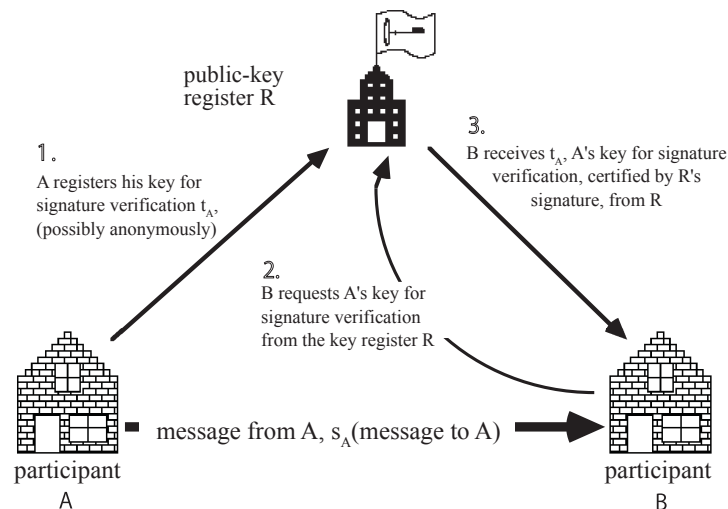 public-key
register R
1.
A registers his key for
signature verification t_A,
(possibly anonymously)
3.
B receives t_A, A's key for signature
verification, certified by R's
signature, from R
2.
B requests A's key for
signature verification
from the key register R
message from A, s_A(message to A)
participant
A
participant
B